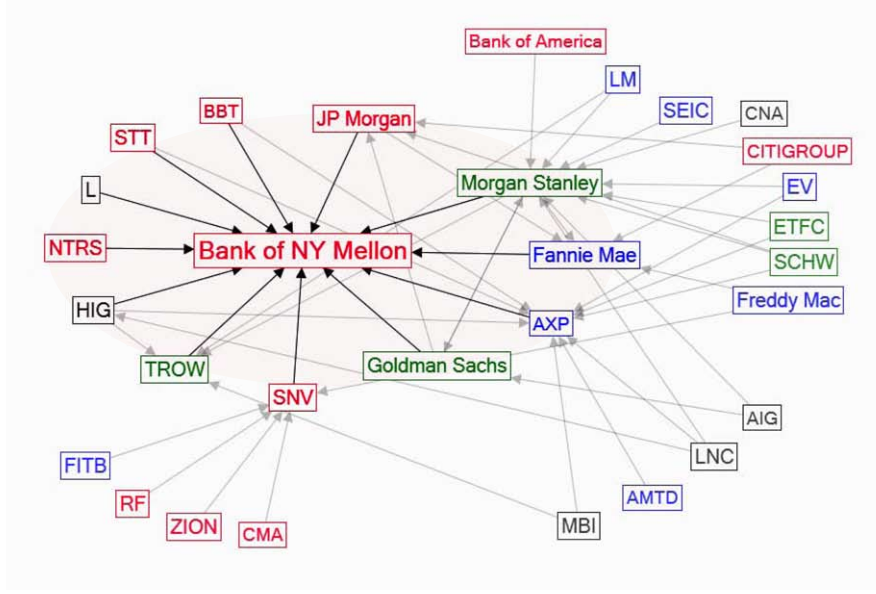 Bank of America
LM
BBT
JP Morgan
SEIC
CNA
STT
CITIGROUP
L
Morgan Stanley
EV
ETFC
NTRS
Bank of NY Mellon
Fannie Mae
SCHW
HIG
Freddy Mac
AXP
TROW
Goldman Sachs
SNV
AIG
FITB
LNC
RF
AMTD
ZION
CMA
MBI